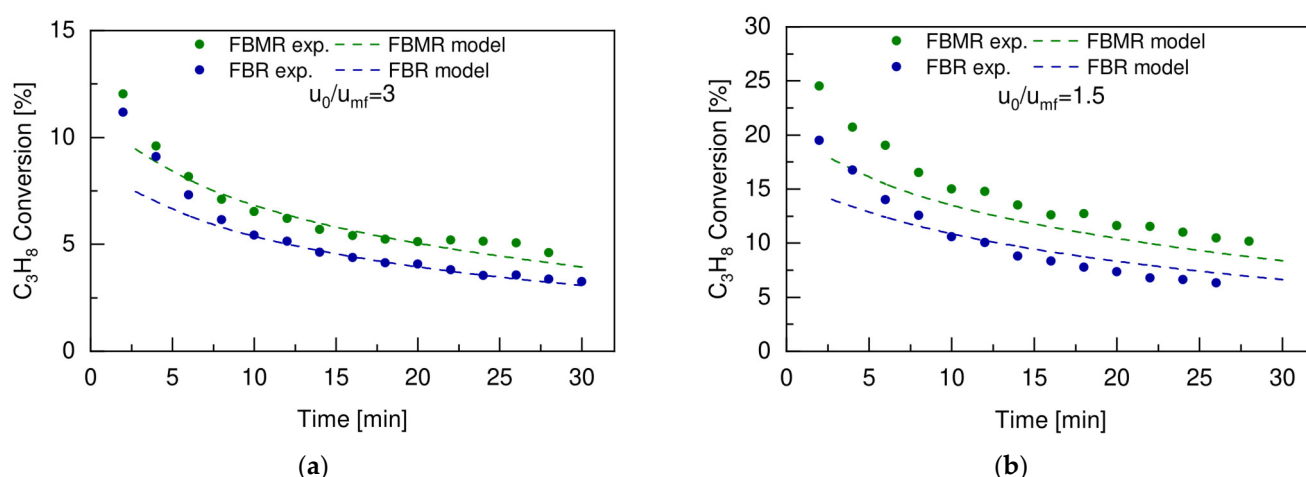 15
10
5
0
C3H8 Conversion [%]
FBMR exp. FBMR model
FBR exp. FBR model
u0/umf=3
0 5 10 15 20 25 30
Time [min]
(a)
30
25
20
15
10
5
0
C3H8 Conversion [%]
FBMR exp. FBMR model
FBR exp. FBR model
u0/umf=1.5
0 5 10 15 20 25 30
Time [min]
(b)